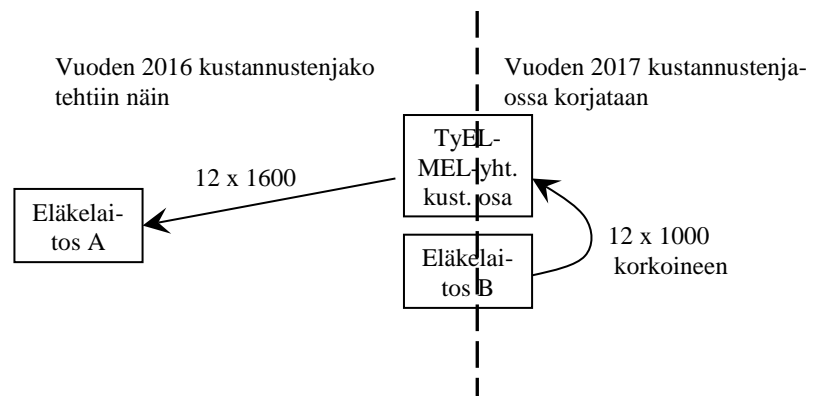 Vuoden 2016 kustannustenjako
tehtiin näin
Vuoden 2017 kustannustenja-
ossa korjataan
TyEL-
MEL-yht.
kust. osa
12 x 1600
Eläkelai-
tos A
Eläkelai-
tos B
12 x 1000
korkoineen